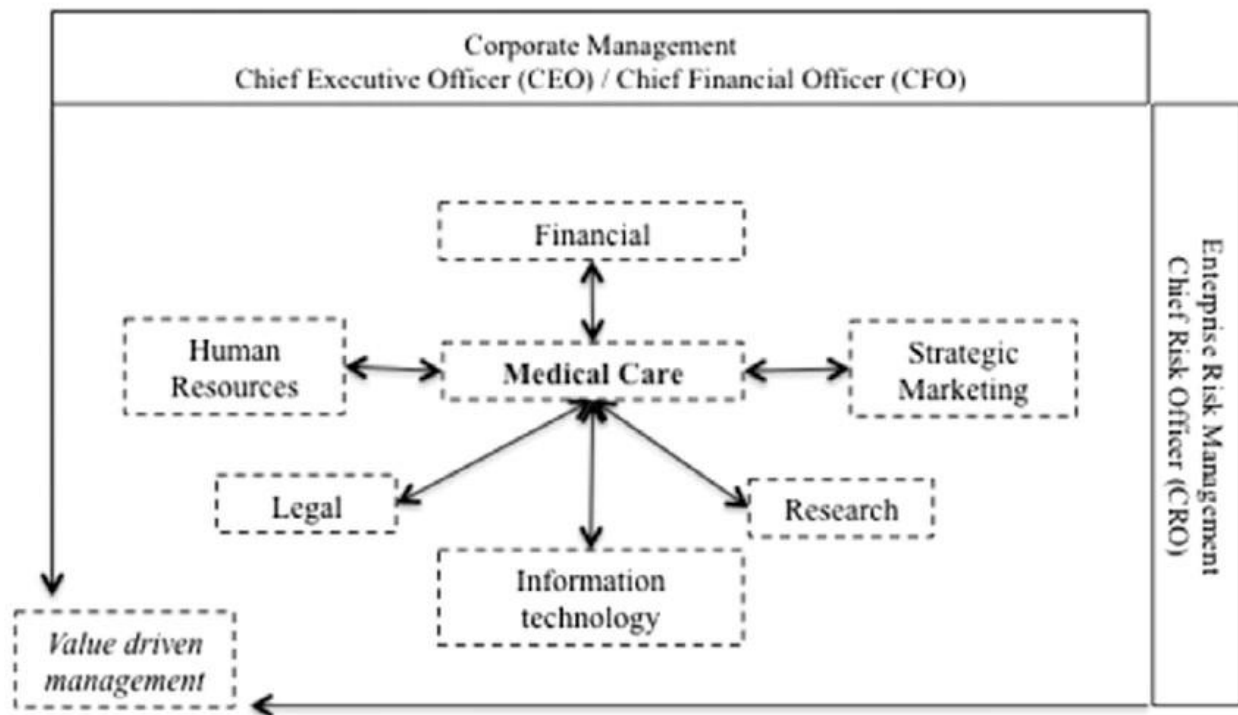 Corporate Management
Chief Executive Officer (CEO) / Chief Financial Officer (CFO)
Financial
Human
Resources
Medical Care
Strategic
Marketing
Legal
Research
Information
technology
Value driven
management
Enterprise Risk Management
Chief Risk Officer (CRO)